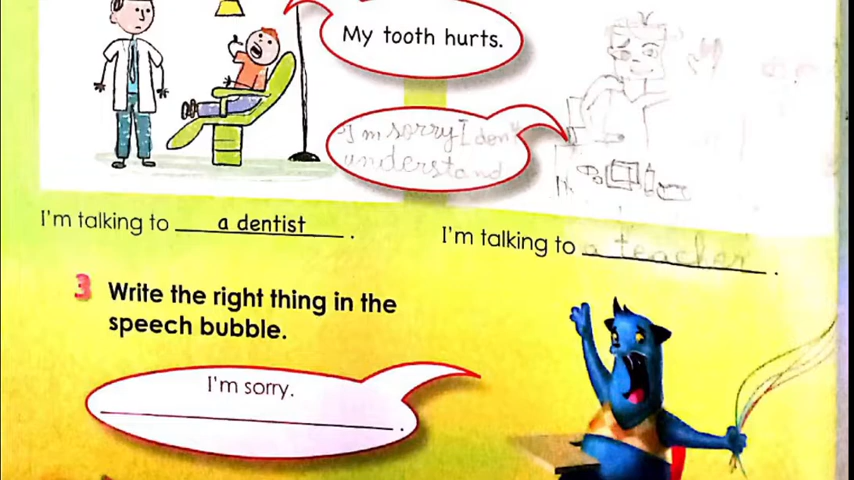 My tooth hurts.
I'm sorry I don't
understand
I'm talking to a dentist.
I'm talking to a teacher.
3 Write the right thing in the
speech bubble.
I'm sorry.